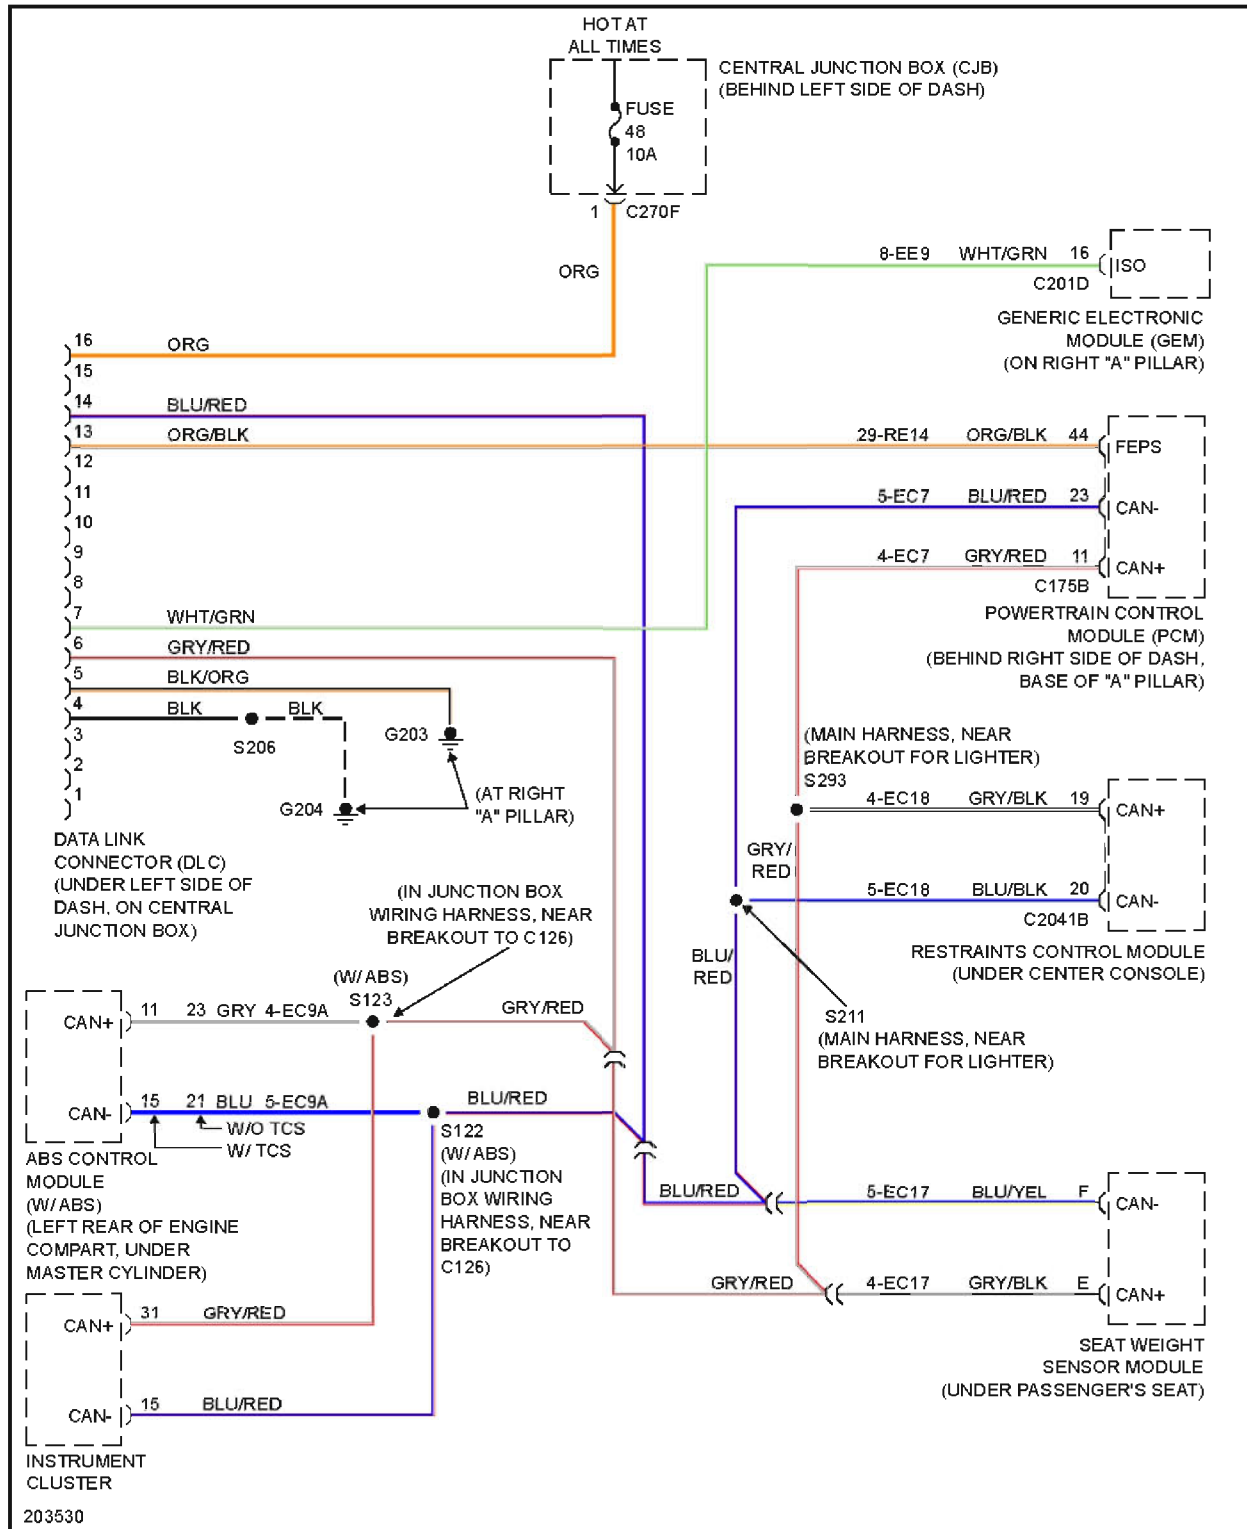 HOT AT
ALL TIMES
CENTRAL JUNCTION BOX (CJB)
(BEHIND LEFT SIDE OF DASH)
FUSE
48
10A
1 C270F
ORG
8-EE9 WHT/GRN 16 ISO
C201D
GENERIC ELECTRONIC
MODULE (GEM)
(ON RIGHT "A" PILLAR)
16 ORG
15
14 BLU/RED
13 ORG/BLK
12
11
10
9
8
7 WHT/GRN
6 GRY/RED
5 BLK/ORG
4 BLK BLK
3
2
1
S206
G203
G204
(AT RIGHT
"A" PILLAR)
DATA LINK
CONNECTOR (DLC)
(UNDER LEFT SIDE OF
DASH, ON CENTRAL
JUNCTION BOX)
29-RE14 ORG/BLK 44 FEPS
5-EC7 BLU/RED 23 CAN-
4-EC7 GRY/RED 11 CAN+
C175B
POWERTRAIN CONTROL
MODULE (PCM)
(BEHIND RIGHT SIDE OF DASH,
BASE OF "A" PILLAR)
(MAIN HARNESS, NEAR
BREAKOUT FOR LIGHTER)
S293
4-EC18 GRY/BLK 19 CAN+
GRY/
RED
5-EC18 BLU/BLK 20 CAN-
C2041B
RESTRAINTS CONTROL MODULE
(UNDER CENTER CONSOLE)
BLU/
RED
S211
(MAIN HARNESS, NEAR
BREAKOUT FOR LIGHTER)
(IN JUNCTION BOX
WIRING HARNESS, NEAR
BREAKOUT TO C126)
(W/ ABS)
S123
GRY/RED
CAN+ 11 23 GRY 4-EC9A
CAN- 15 21 BLU 5-EC9A
W/O TCS
W/ TCS
BLU/RED
S122
(W/ ABS)
(IN JUNCTION
BOX WIRING
HARNESS, NEAR
BREAKOUT TO
C126)
ABS CONTROL
MODULE
(W/ ABS)
(LEFT REAR OF ENGINE
COMPART, UNDER
MASTER CYLINDER)
BLU/RED 5-EC17 BLU/YEL F CAN-
GRY/RED 4-EC17 GRY/BLK E CAN+
SEAT WEIGHT
SENSOR MODULE
(UNDER PASSENGER'S SEAT)
CAN+ 31 GRY/RED
CAN- 15 BLU/RED
INSTRUMENT
CLUSTER
203530